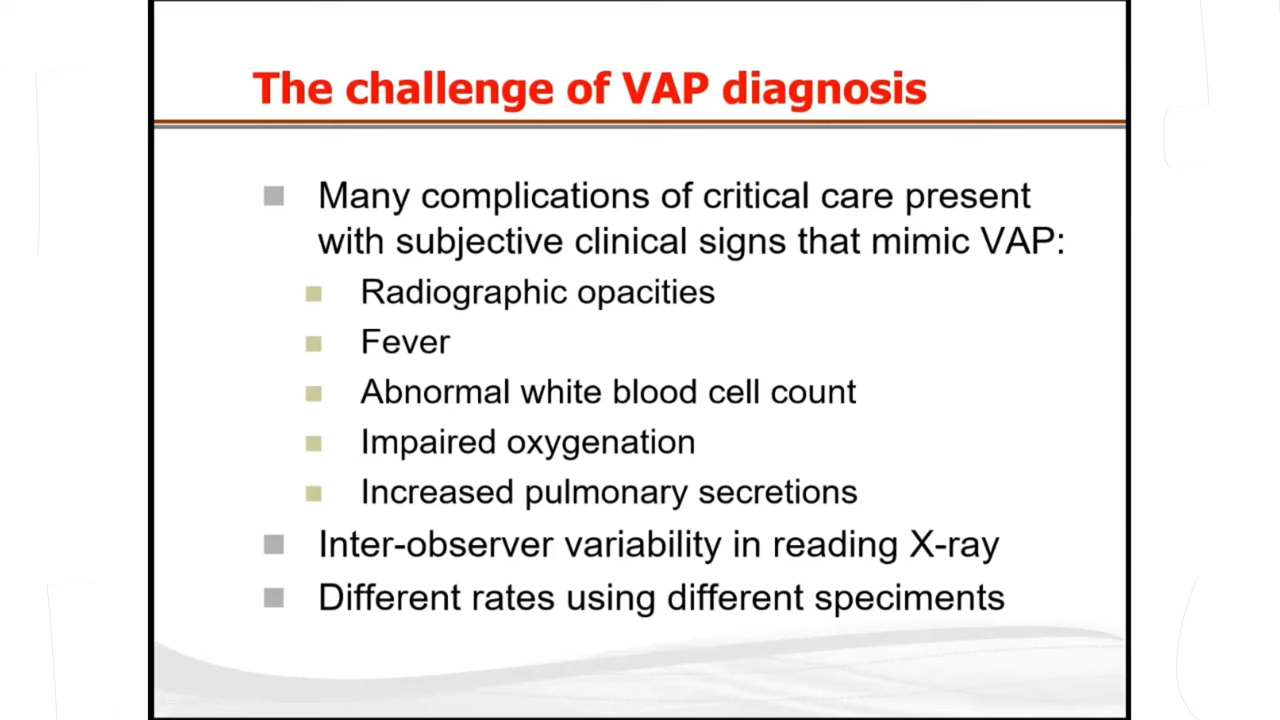 The challenge of VAP diagnosis
Many complications of critical care present
with subjective clinical signs that mimic VAP:
Radiographic opacities
Fever
Abnormal white blood cell count
Impaired oxygenation
Increased pulmonary secretions
Inter-observer variability in reading X-ray
Different rates using different speciments